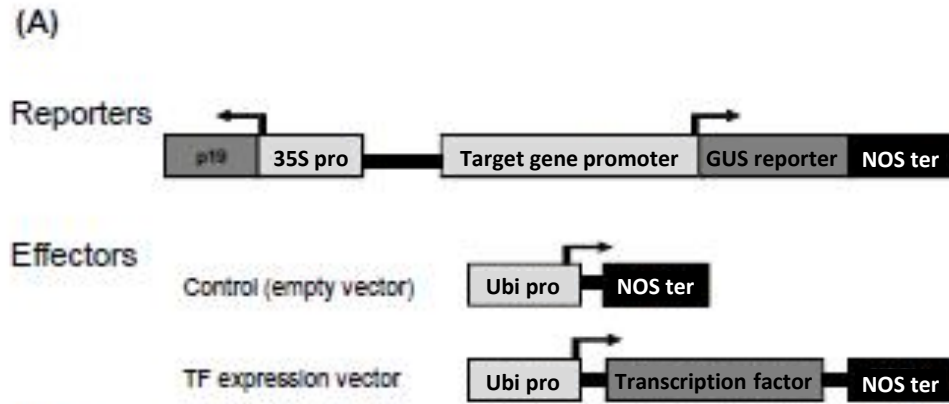 (A)
Reporters
p19 35S pro Target gene promoter GUS reporter NOS ter
Effectors
Control (empty vector) Ubi pro NOS ter
TF expression vector Ubi pro Transcription factor NOS ter